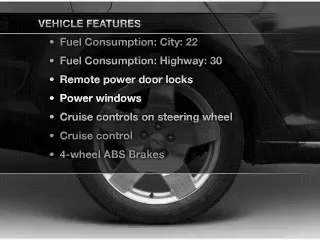 VEHICLE FEATURES
• Fuel Consumption: City: 22
• Fuel Consumption: Highway: 30
• Remote power door locks
• Power windows
• Cruise controls on steering wheel
• Cruise control
• 4-wheel ABS Brakes